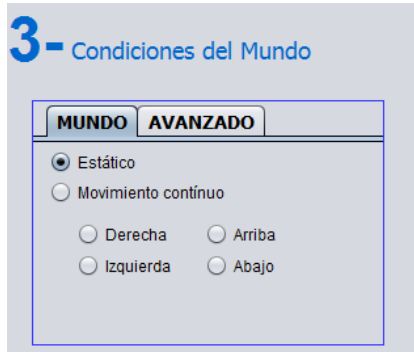 3- Condiciones del Mundo
MUNDO AVANZADO
Estático
Movimiento contínuo
Derecha Arriba
Izquierda Abajo